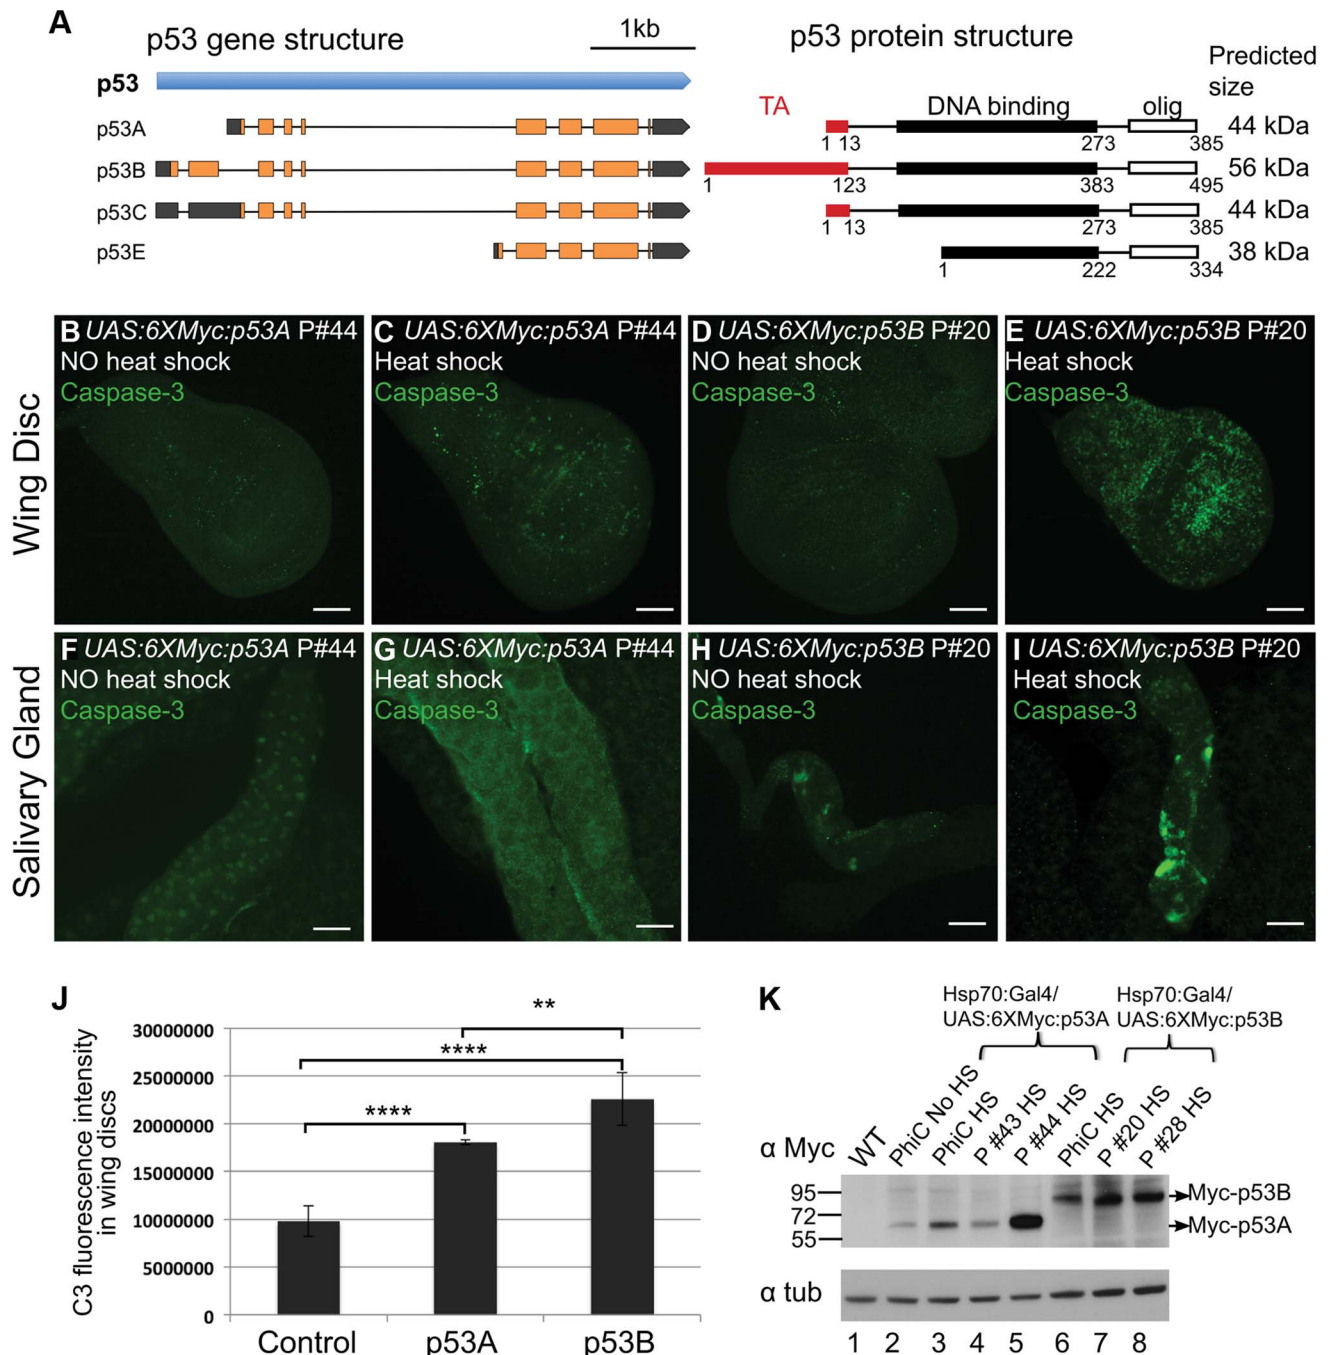 A
p53 gene structure
1kb
p53 protein structure
Predicted
size
p53
TA
DNA binding
olig
p53A
1 13
273
385
44 kDa
p53B
1
123
383
495
56 kDa
p53C
1 13
273
385
44 kDa
p53E
1
222
334
38 kDa
Wing Disc
B UAS:6XMyc:p53A P#44
NO heat shock
Caspase-3
C UAS:6XMyc:p53A P#44
Heat shock
Caspase-3
D UAS:6XMyc:p53B P#20
NO heat shock
Caspase-3
E UAS:6XMyc:p53B P#20
Heat shock
Caspase-3
Salivary Gland
F UAS:6XMyc:p53A P#44
NO heat shock
Caspase-3
G UAS:6XMyc:p53A P#44
Heat shock
Caspase-3
H UAS:6XMyc:p53B P#20
NO heat shock
Caspase-3
I UAS:6XMyc:p53B P#20
Heat shock
Caspase-3
J
C3 fluorescence intensity
in wing discs
30000000
25000000
20000000
15000000
10000000
5000000
0
**
****
****
Control
p53A
p53B
K
Hsp70:Gal4/
UAS:6XMyc:p53A
Hsp70:Gal4/
UAS:6XMyc:p53B
α Myc
WT
PhiC No HS
PhiC HS
P #43 HS
P #44 HS
PhiC HS
P #20 HS
P #28 HS
95
72
55
Myc-p53B
Myc-p53A
α tub
1 2 3 4 5 6 7 8